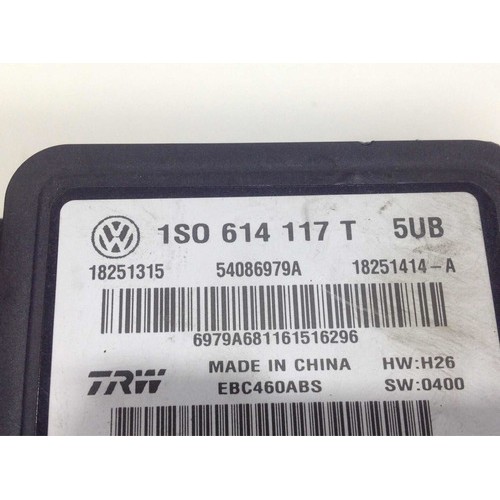 1S0 614 117 T 5UB
18251315 54086979A 18251414-A
6979A681161516296
TRW MADE IN CHINA HW:H26
EBC460ABS SW:0400